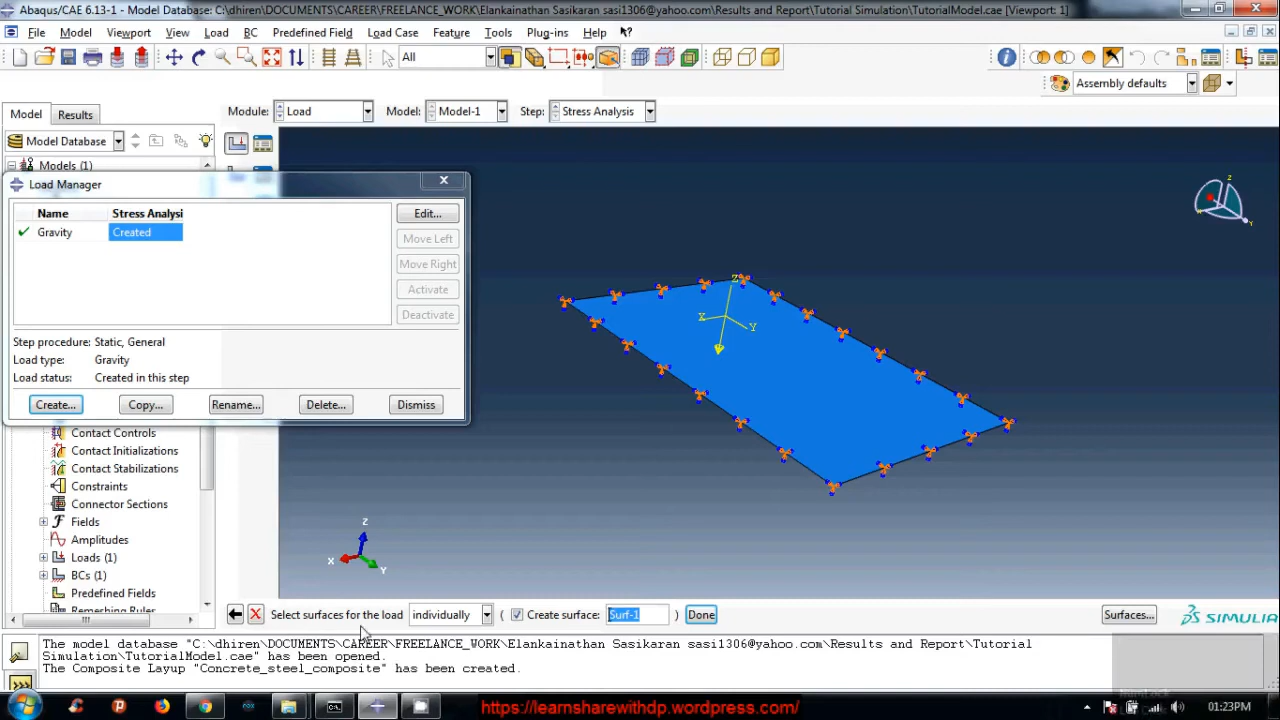 Abaqus/CAE 6.13-1 - Model Database: C:\dhiren\DOCUMENTS\CAREER\FREELANCE_WORK\Elankainathan Sasikaran sasi1306@yahoo.com\Results and Report\Tutorial Simulation\TutorialModel.cae [Viewport: 1]
File Model Viewport View Load BC Predefined Field Load Case Feature Tools Plug-ins Help
All
Assembly defaults
Model Results Module: Load Model: Model-1 Step: Stress Analysis
Model Database
Models (1)
Load Manager
Name Stress Analysi
Gravity Created
Edit...
Move Left
Move Right
Activate
Deactivate
Step procedure: Static, General
Load type: Gravity
Load status: Created in this step
Create... Copy... Rename... Delete... Dismiss
Contact Controls
Contact Initializations
Contact Stabilizations
Constraints
Connector Sections
Fields
Amplitudes
Loads (1)
BCs (1)
Predefined Fields
Remeshing Rules
Z
X
Y
Z
X
Y
Z
Y
Select surfaces for the load individually ( Create surface: Surf-1 ) Done Surfaces...
SIMULIA
The model database "C:\dhiren\DOCUMENTS\CAREER\FREELANCE_WORK\Elankainathan Sasikaran sasi1306@yahoo.com\Results and Report\Tutorial
Simulation\TutorialModel.cae" has been opened.
The Composite Layup "Concrete_steel_composite" has been created.
https://learnsharewithdp.wordpress.com/
01:23PM